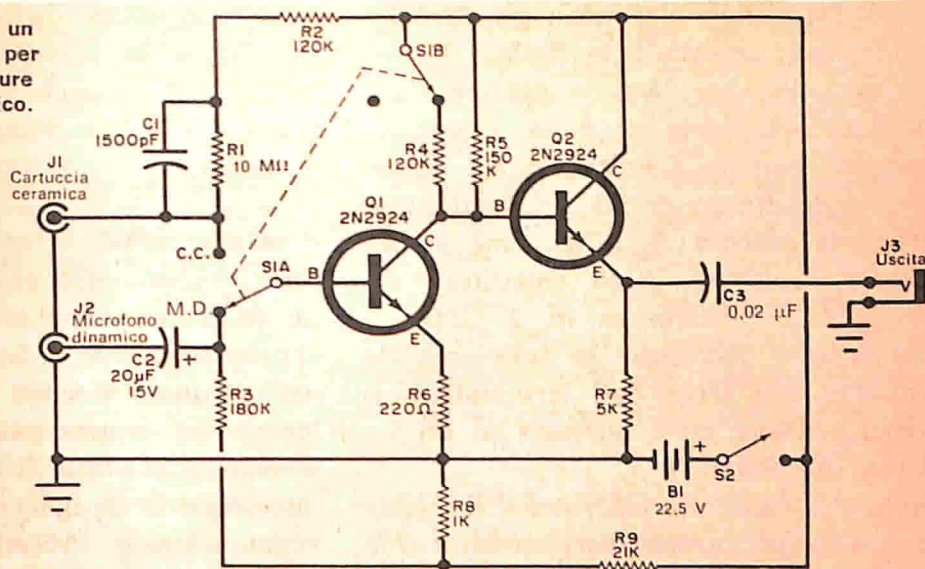 un
per
ure
ico.
R2
120K
S1B
C1
1500pF
R1
10 MΩ
R4
120K
R5
150
K
Q2
2N2924
C
B
E
J1
Cartuccia
ceramica
C.C.
Q1
2N2924
S1A
B
C
E
M.D.
J2
Microfono
dinamico
C2
20µF
15V
+
R3
180K
R6
220Ω
R7
5K
C3
0,02 µF
J3
Uscita
B1
22,5 V
+
S2
R8
1K
R9
21K